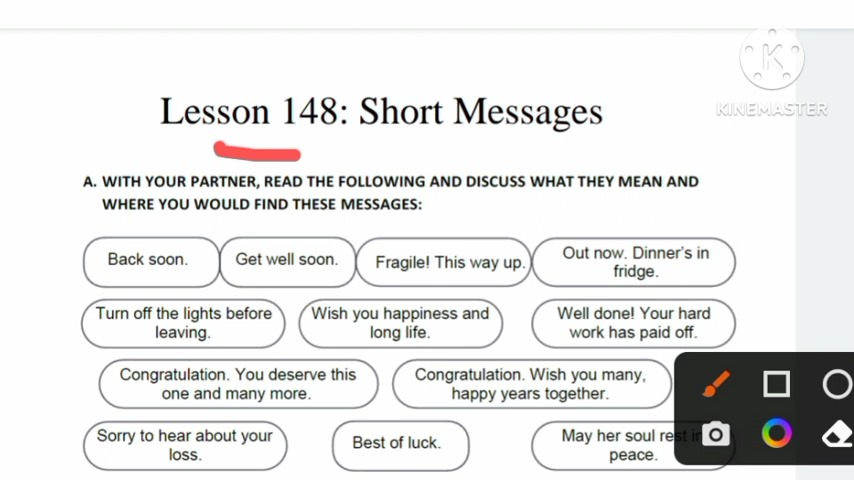 K
KINEMASTER
Lesson 148: Short Messages
A. WITH YOUR PARTNER, READ THE FOLLOWING AND DISCUSS WHAT THEY MEAN AND
WHERE YOU WOULD FIND THESE MESSAGES:
Back soon.
Get well soon.
Fragile! This way up.
Out now. Dinner's in
fridge.
Turn off the lights before
leaving.
Wish you happiness and
long life.
Well done! Your hard
work has paid off.
Congratulation. You deserve this
one and many more.
Congratulation. Wish you many,
happy years together.
Sorry to hear about your
loss.
Best of luck.
May her soul rest in
peace.